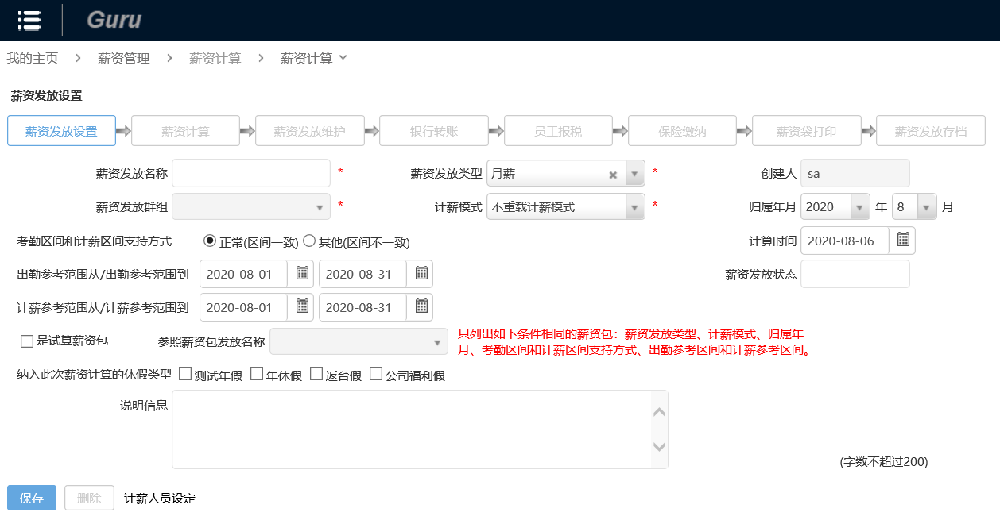 Guru
我的主页 > 薪资管理 > 薪资计算 > 薪资计算
薪资发放设置
薪资发放设置 薪资计算 薪资发放维护 银行转账 员工报税 保险缴纳 薪资袋打印 薪资发放存档
薪资发放名称 * 薪资发放类型 月薪 * 创建人 sa
薪资发放群组 * 计薪模式 不重载计薪模式 * 归属年月 2020 年 8 月
考勤区间和计薪区间支持方式 正常(区间一致) 其他(区间不一致) 计算时间 2020-08-06
出勤参考范围从/出勤参考范围到 2020-08-01 2020-08-31 薪资发放状态
计薪参考范围从/计薪参考范围到 2020-08-01 2020-08-31
是试算薪资包 参照薪资包发放名称 只列出如下条件相同的薪资包：薪资发放类型、计薪模式、归属年
月、考勤区间和计薪区间支持方式、出勤参考区间和计薪参考区间。
纳入此次薪资计算的休假类型 测试年假 年休假 返台假 公司福利假
说明信息
(字数不超过200)
保存 删除 计薪人员设定